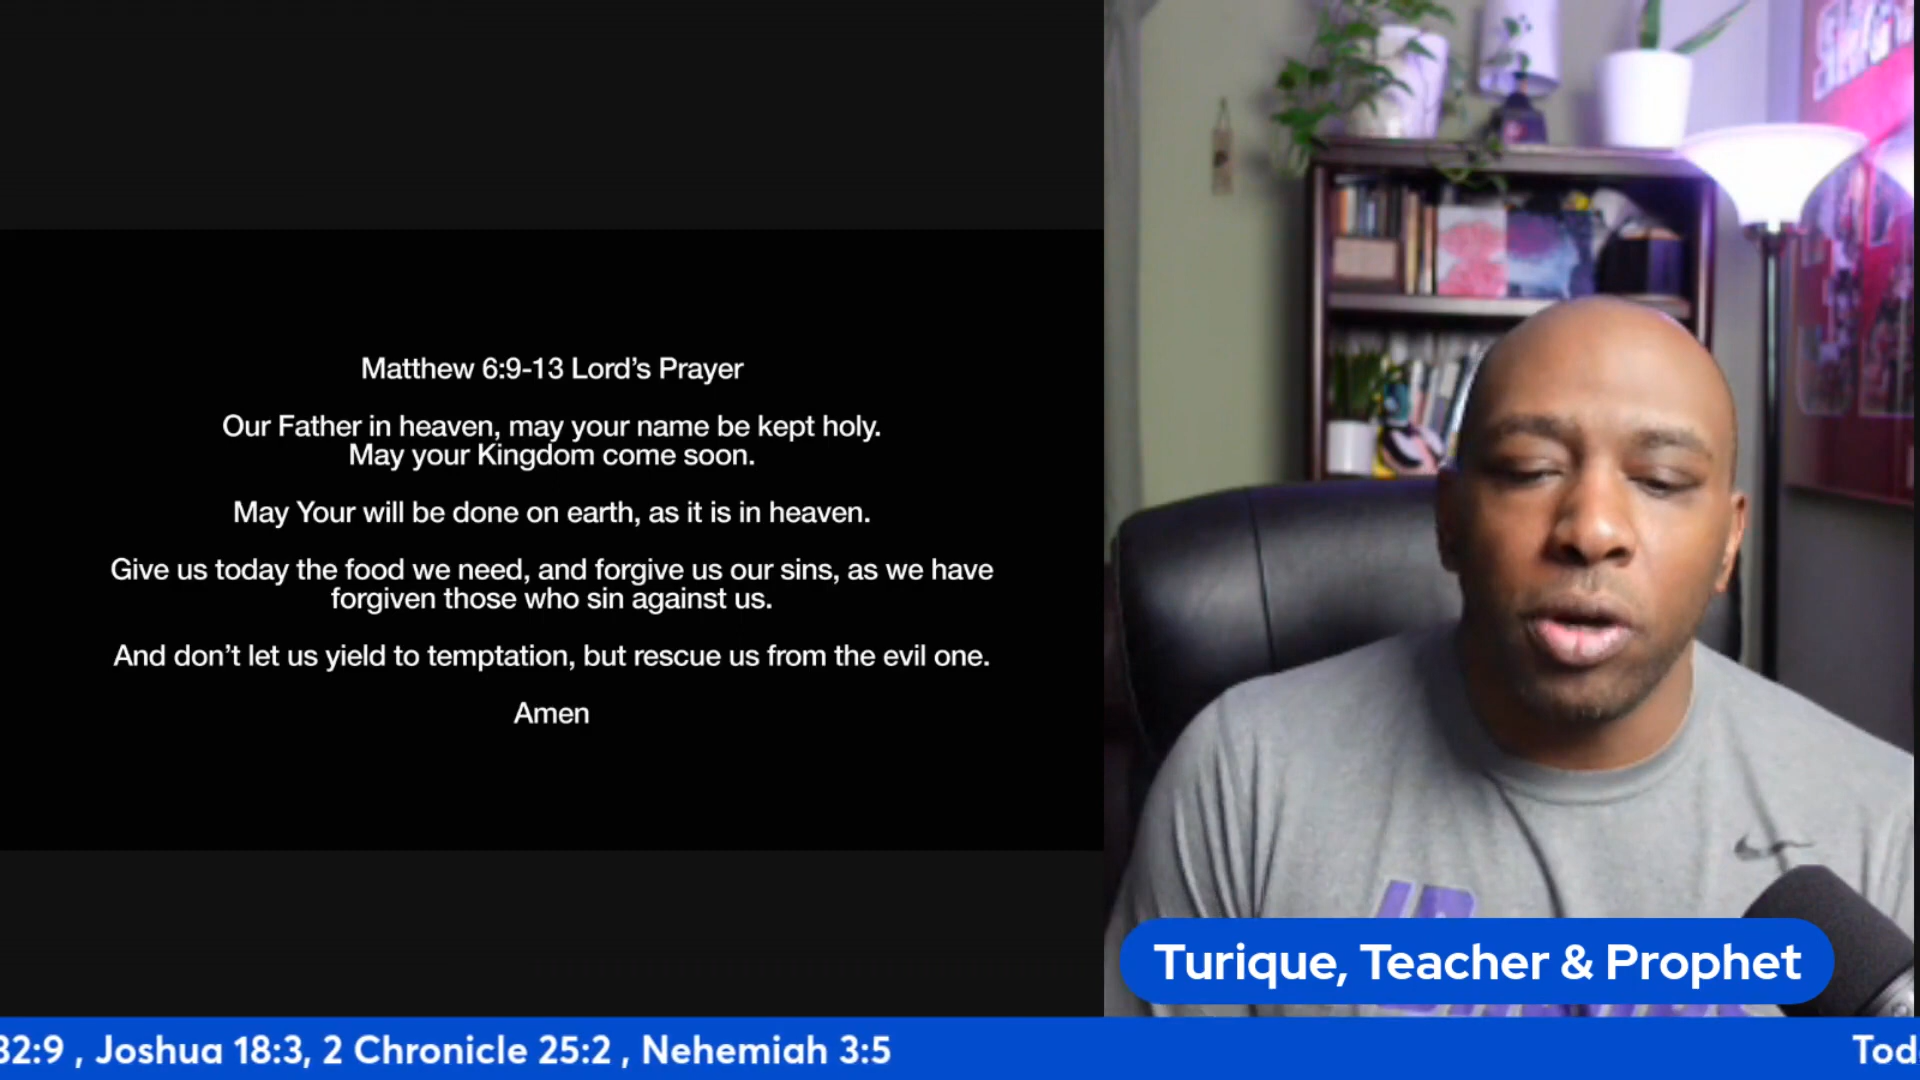 Matthew 6:9-13 Lord's Prayer
Our Father in heaven, may your name be kept holy.
May your Kingdom come soon.
May Your will be done on earth, as it is in heaven.
Give us today the food we need, and forgive us our sins, as we have
forgiven those who sin against us.
And don't let us yield to temptation, but rescue us from the evil one.
Amen
Turique, Teacher & Prophet
32:9 , Joshua 18:3, 2 Chronicle 25:2 , Nehemiah 3:5